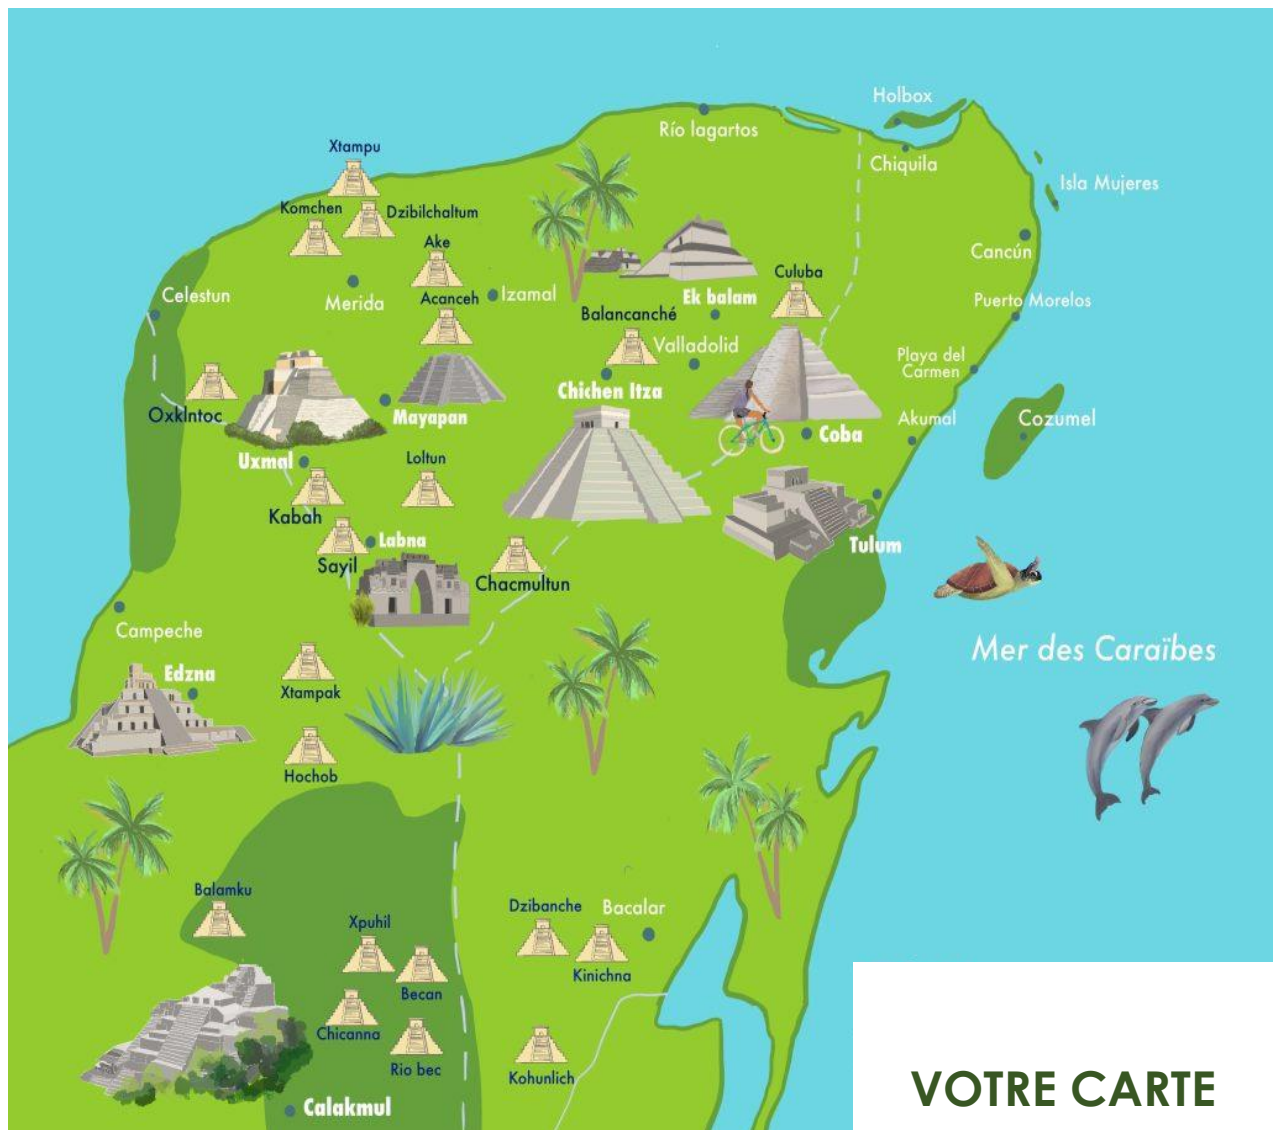 Holbox
Río lagartos
Chiquila
Xtampu
Isla Mujeres
Komchen
Dzibilchaltum
Ake
Cancún
Culuba
Celestun
Merida
Acanceh
Izamal
Ek balam
Puerto Morelos
Balancanché
Valladolid
Playa del
Carmen
Chichen Itza
OxkIntoc
Mayapan
Akumal
Cozumel
Coba
Uxmal
Loltun
Kabah
Labna
Tulum
Sayil
Chacmultun
Campeche
Mer des Caraïbes
Edzna
Xtampak
Hochob
Balamku
Dzibanche
Bacalar
Xpuhil
Kinichna
Becan
Chicanna
Rio bec
Kohunlich
Calakmul
VOTRE CARTE